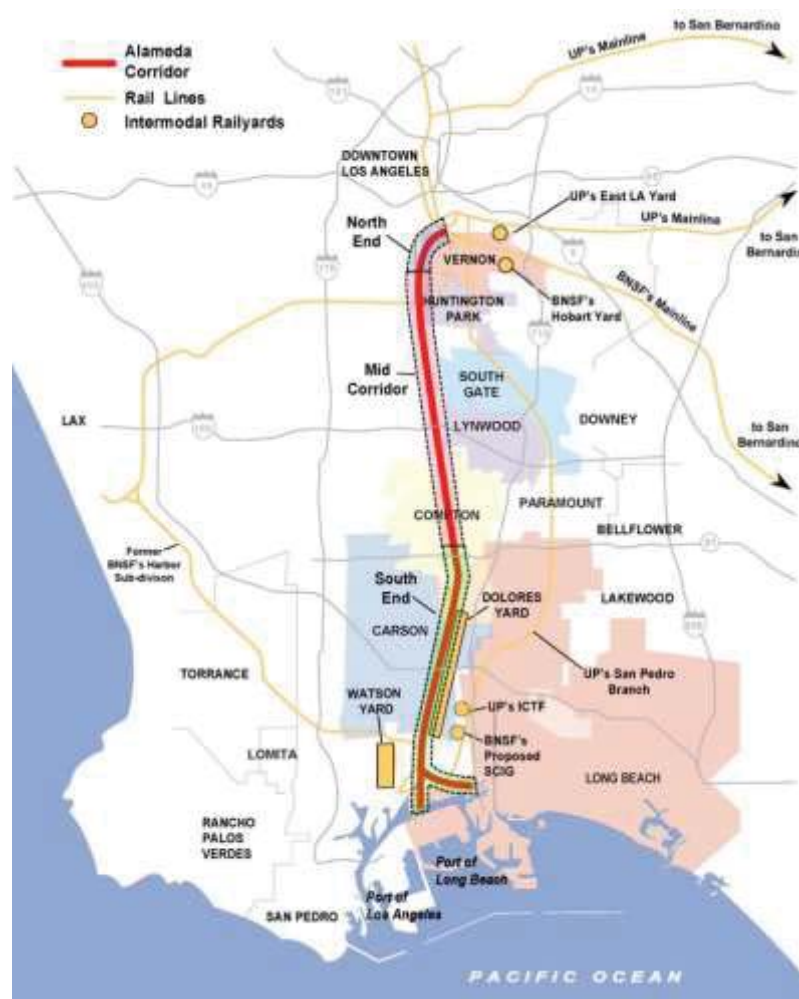 Alameda
Corridor
Rail Lines
Intermodal Railyards
to San Bernardino
UP's Mainline
DOWNTOWN
LOS ANGELES
UP's East LA Yard
UP's Mainline
to San
Bernardino
North
End
VERNON
BNSF's Mainline
HUNTINGTON
PARK
BNSF's
Hobart Yard
Mid
Corridor
SOUTH
GATE
LAX
LYNWOOD
DOWNEY
to San
Bernardino
PARAMOUNT
COMPTON
BELLFLOWER
91
Former
BNSF's Harbor
Sub-divison
South
End
DOLORES
YARD
LAKEWOOD
CARSON
TORRANCE
UP's San Pedro
Branch
WATSON
YARD
UP's ICTF
LOMITA
BNSF's
Proposed
SCIG
LONG BEACH
RANCHO
PALOS
VERDES
Port of
Long Beach
Port of
Los Angeles
SAN PEDRO
PACIFIC OCEAN